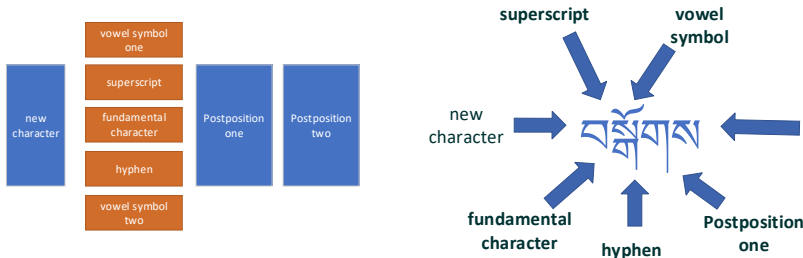 vowel symbol
one
superscript
fundamental
character
hyphen
vowel symbol
two
new
character
Postposition
one
Postposition
two
superscript
vowel
symbol
new
character
བསྒྲོགས
fundamental
character
hyphen
Postposition
one